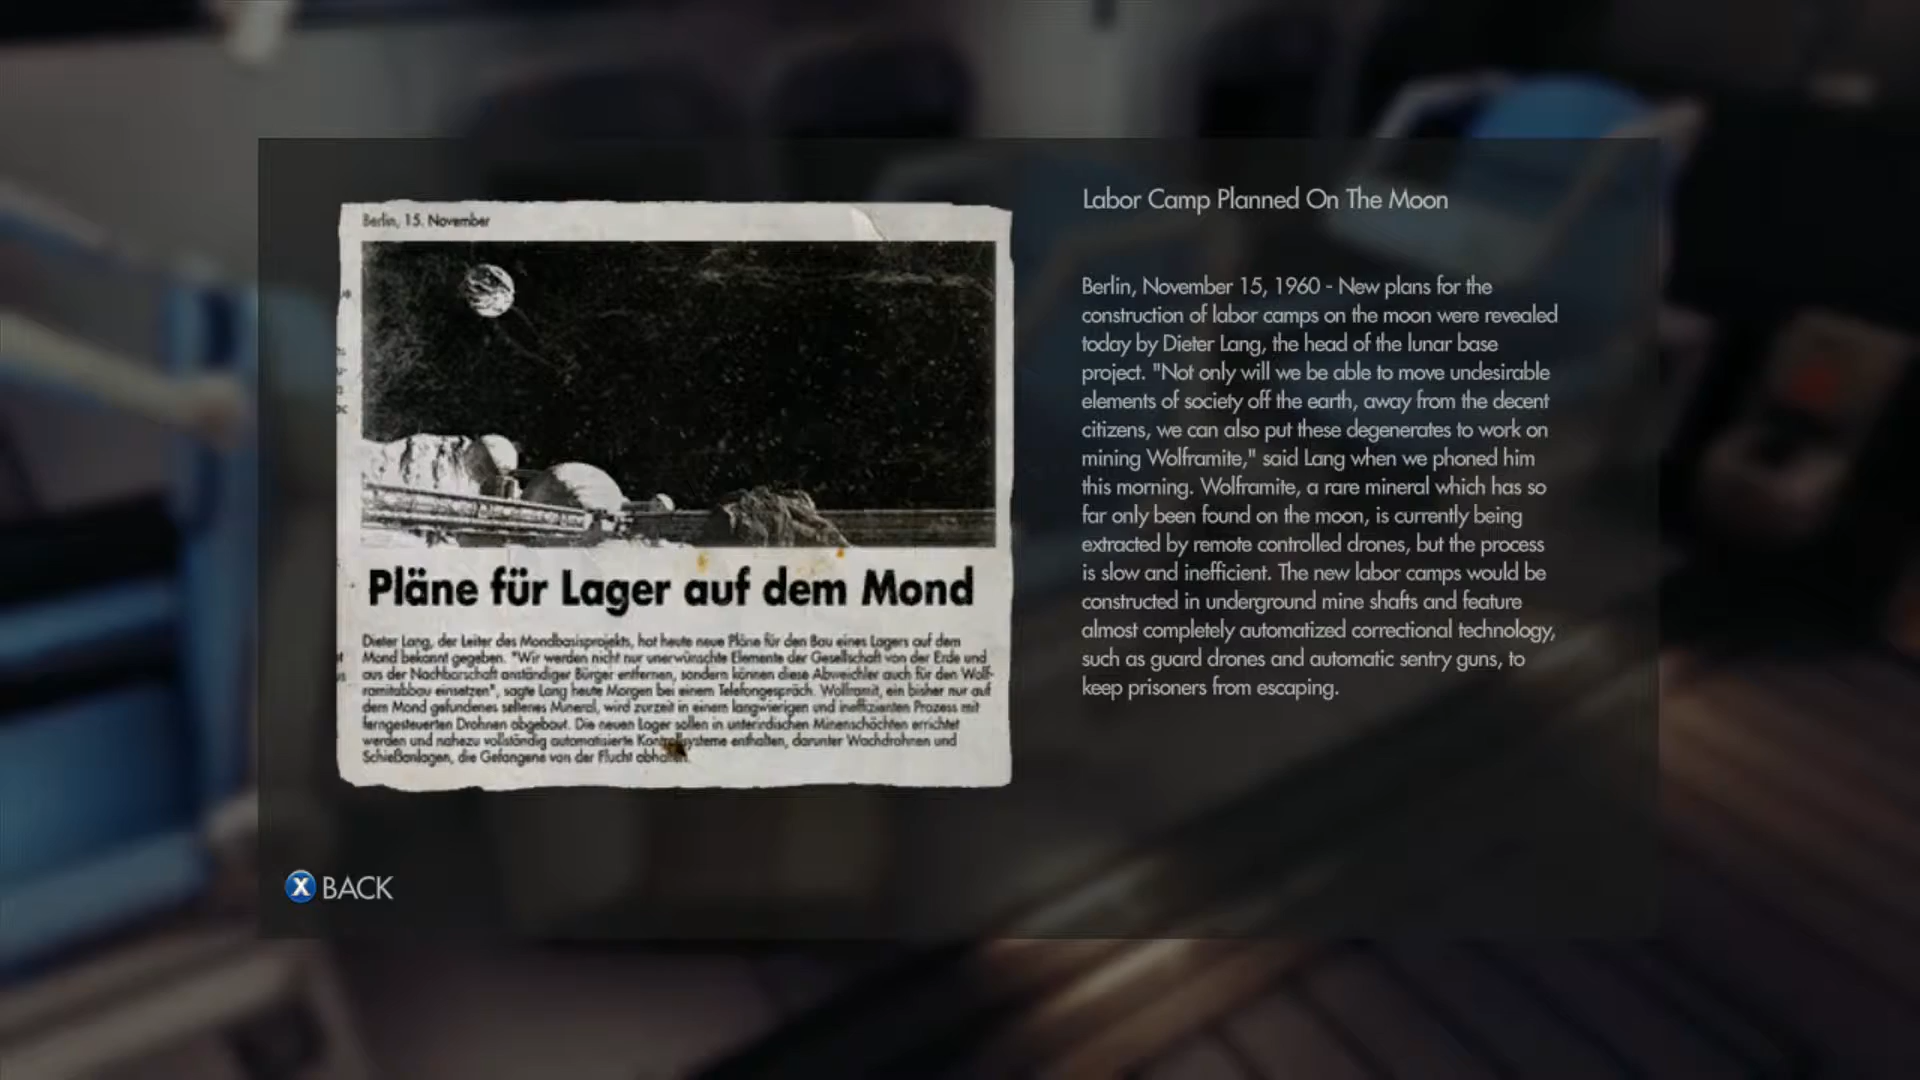 Berlin, 15. November
Pläne für Lager auf dem Mond
Dieter Lang, der Leiter des Mondbasisprojekts, hat heute neue Pläne für den Bau eines Lagers auf dem
Mond bekannt gegeben. "Wir werden nicht nur unerwünschte Elemente der Gesellschaft von der Erde und
aus der Nachbarschaft anständiger Bürger entfernen, sondern können diese Abweichler auch für den Wolf-
ramitabbau einsetzen", sagte Lang heute Morgen bei einem Telefongespräch. Wolframit, ein bisher nur auf
dem Mond gefundenes seltenes Mineral, wird zurzeit in einem langwierigen und ineffizienten Prozess mit
ferngesteuerten Drohnen abgebaut. Die neuen Lager sollen in unterirdischen Minenschächten errichtet
werden und nahezu vollständig automatisierte Kontrollsysteme enthalten, darunter Wachdrohnen und
Schießanlagen, die Gefangene von der Flucht abhalten.
Labor Camp Planned On The Moon
Berlin, November 15, 1960 - New plans for the
construction of labor camps on the moon were revealed
today by Dieter Lang, the head of the lunar base
project. "Not only will we be able to move undesirable
elements of society off the earth, away from the decent
citizens, we can also put these degenerates to work on
mining Wolframite," said Lang when we phoned him
this morning. Wolframite, a rare mineral which has so
far only been found on the moon, is currently being
extracted by remote controlled drones, but the process
is slow and inefficient. The new labor camps would be
constructed in underground mine shafts and feature
almost completely automatized correctional technology,
such as guard drones and automatic sentry guns, to
keep prisoners from escaping.
X BACK